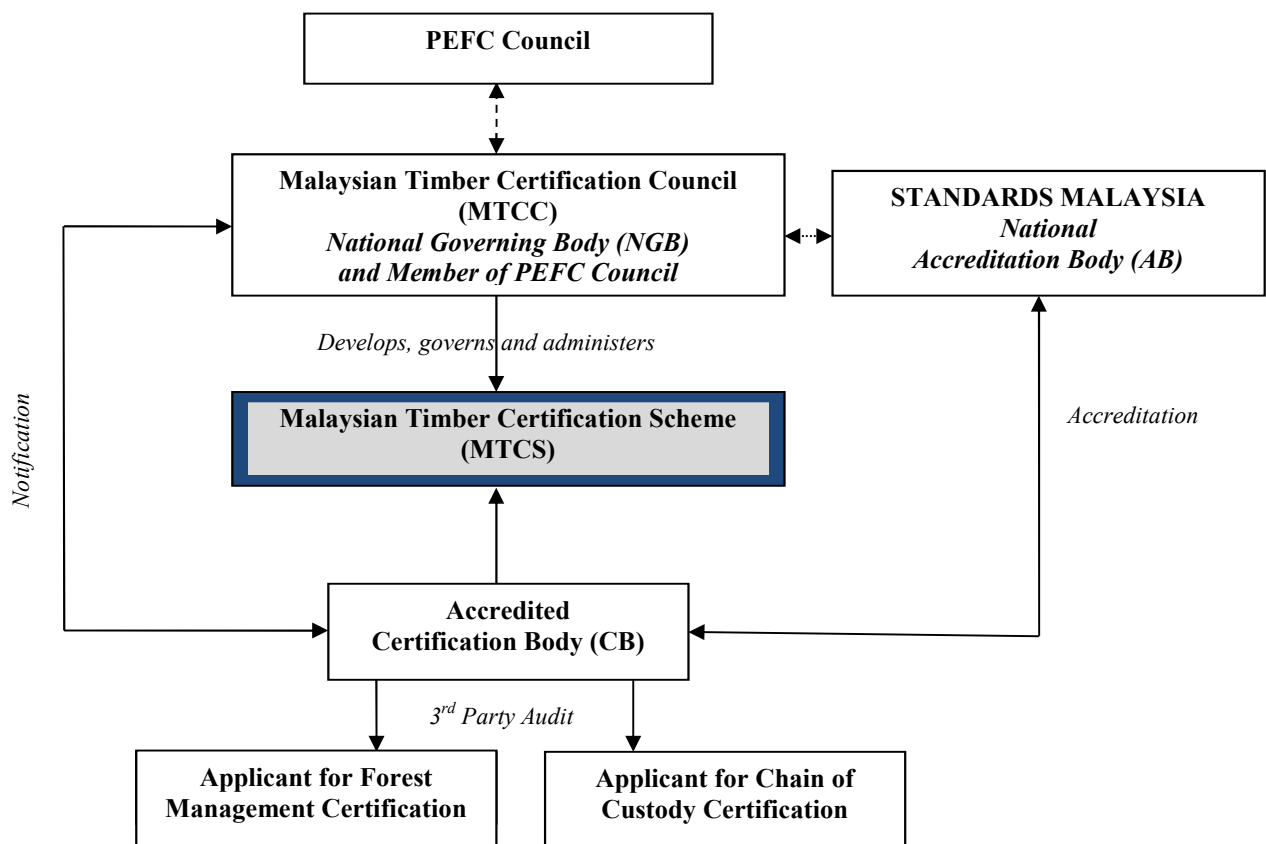 PEFC Council
Malaysian Timber Certification Council
(MTCC)
National Governing Body (NGB)
and Member of PEFC Council
STANDARDS MALAYSIA
National
Accreditation Body (AB)
Develops, governs and administers
Malaysian Timber Certification Scheme
(MTCS)
Notification
Accreditation
Accredited
Certification Body (CB)
3rd Party Audit
Applicant for Forest
Management Certification
Applicant for Chain of
Custody Certification